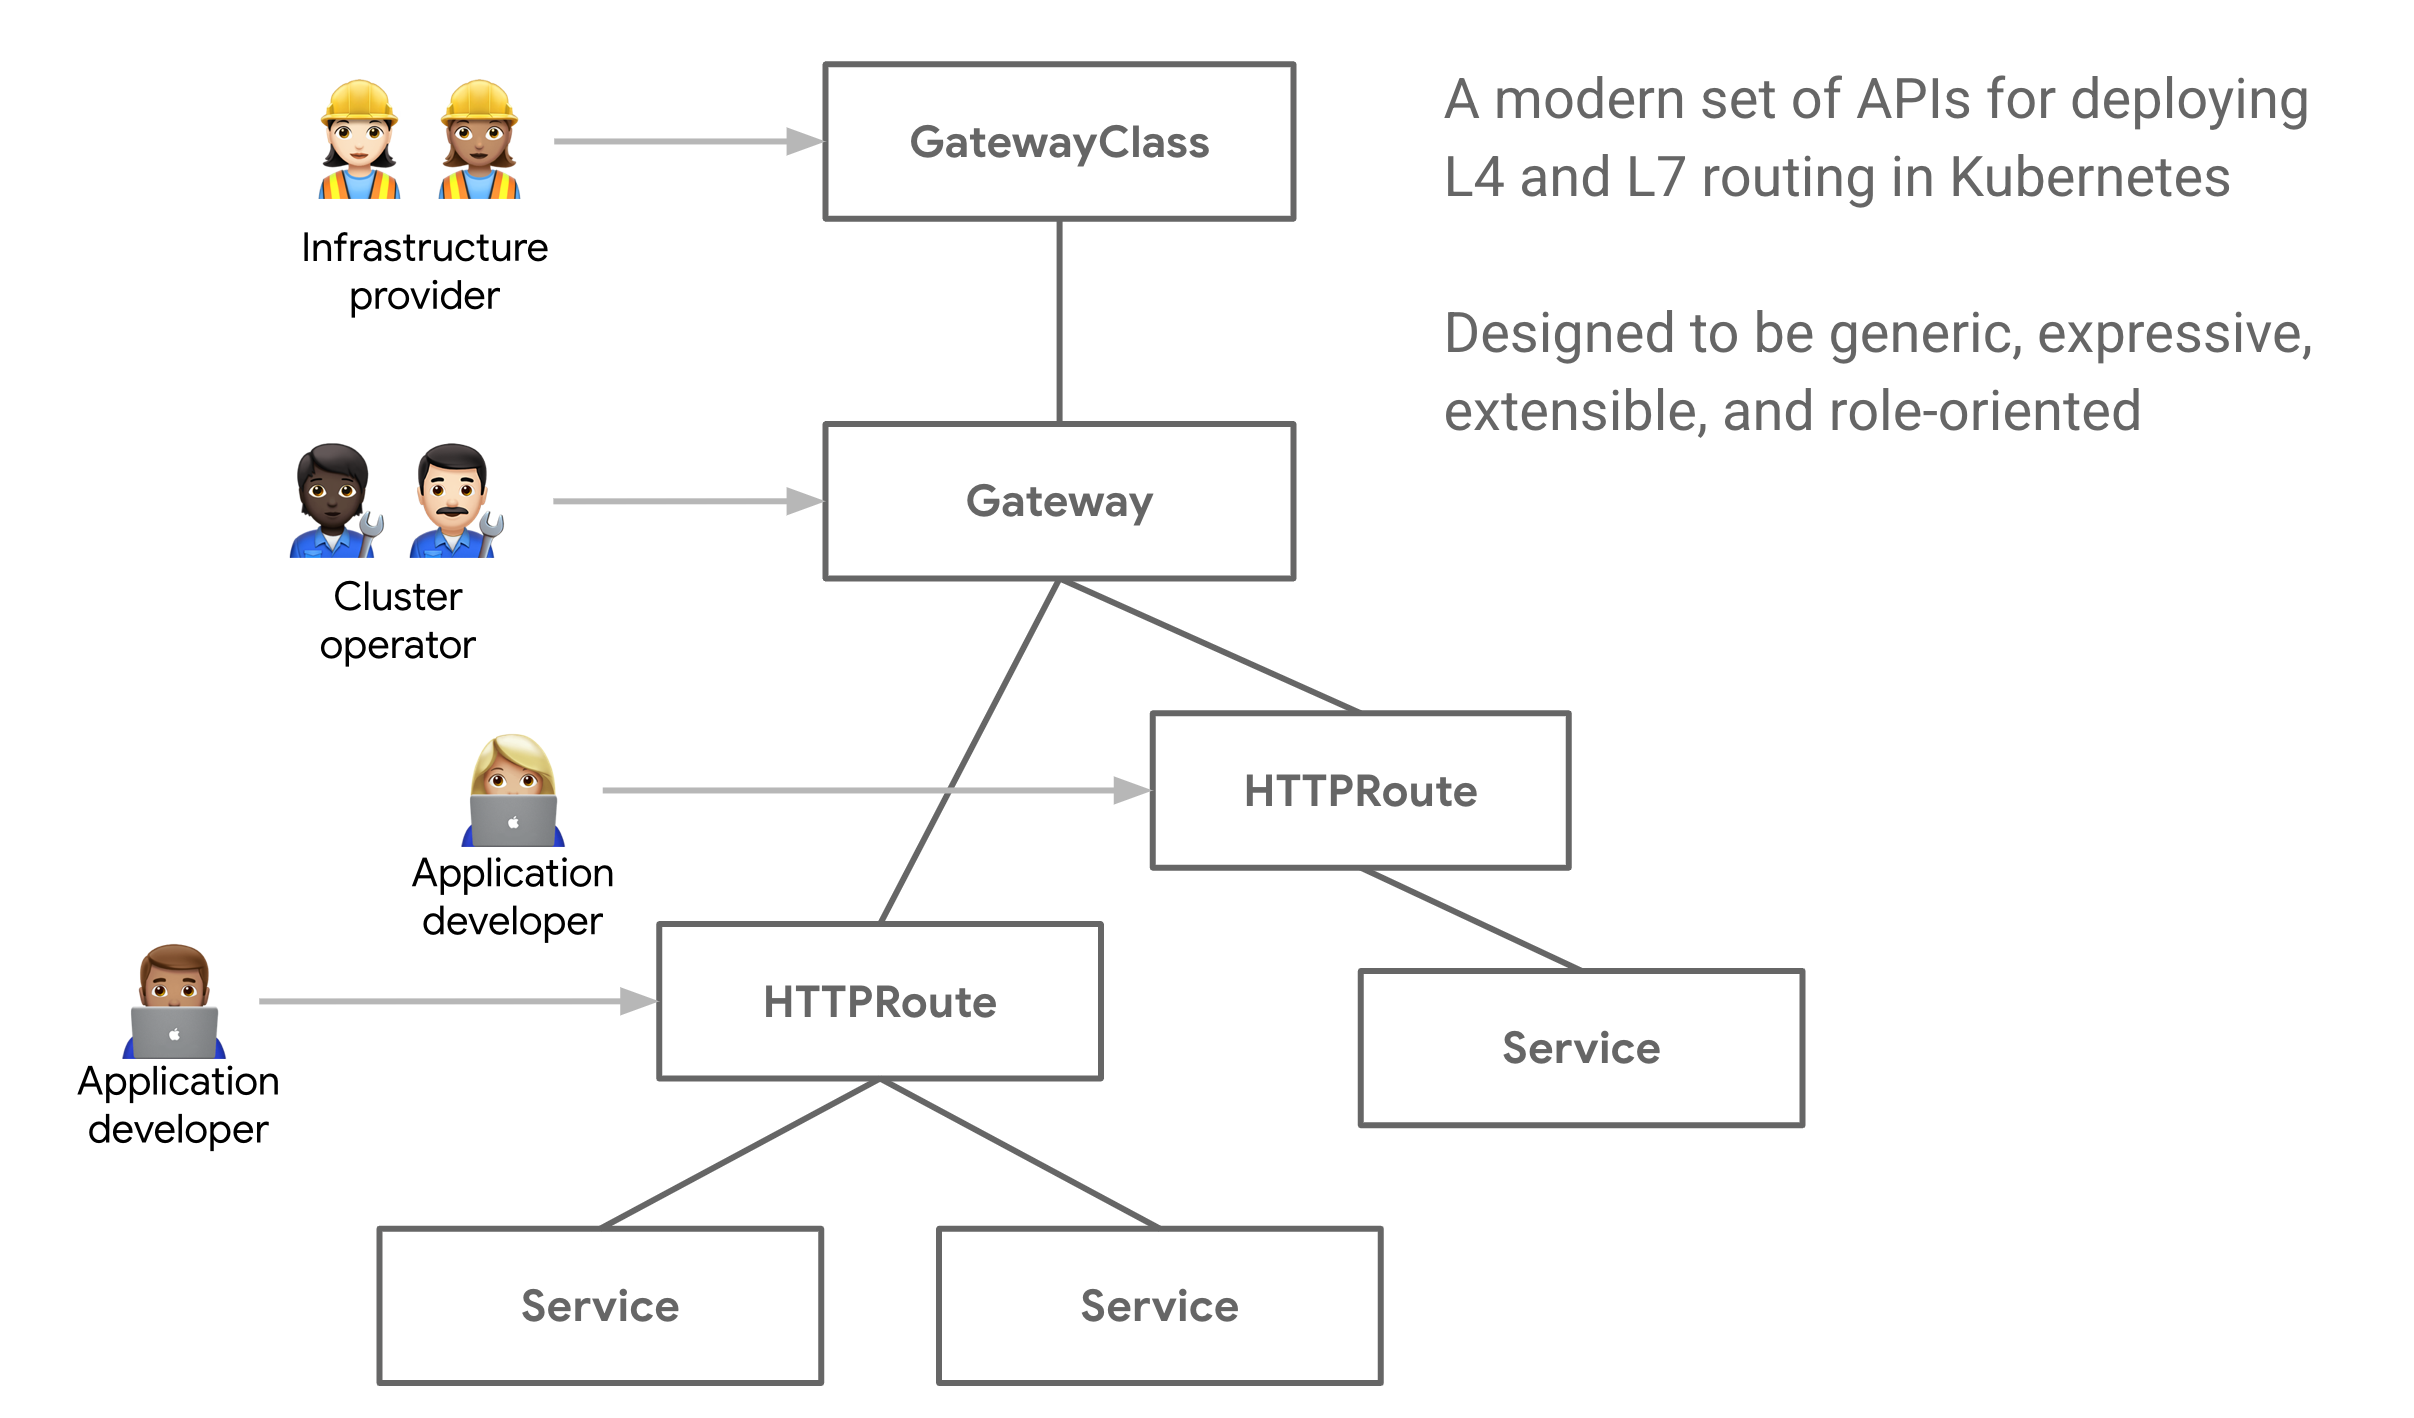 GatewayClass
A modern set of APIs for deploying
L4 and L7 routing in Kubernetes
Infrastructure
provider
Designed to be generic, expressive,
extensible, and role-oriented
Gateway
Cluster
operator
HTTPRoute
Application
developer
HTTPRoute
Service
Application
developer
Service
Service